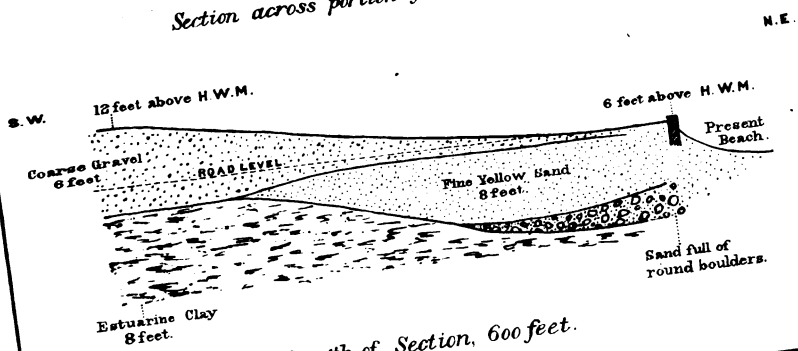 Section across portion
N.E.
S.W.
12 feet above H.W.M.
6 feet above H.W.M.
Present
Beach.
Coarse Gravel
6 feet
ROAD LEVEL
Fine Yellow Sand
8 feet
Sand full of
round boulders.
Estuarine Clay
8 feet.
of Section, 600 feet.